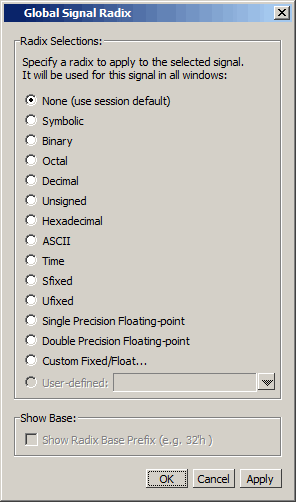 Global Signal Radix
Radix Selections:
Specify a radix to apply to the selected signal.
It will be used for this signal in all windows:
None (use session default)
Symbolic
Binary
Octal
Decimal
Unsigned
Hexadecimal
ASCII
Time
Sfixed
Ufixed
Single Precision Floating-point
Double Precision Floating-point
Custom Fixed/Float...
User-defined:
Show Base:
Show Radix Base Prefix (e.g. 32'h )
OK Cancel Apply